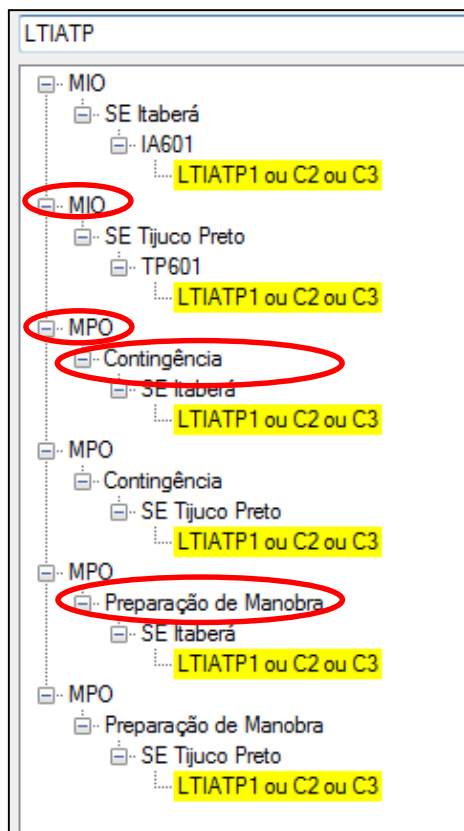 LTIATP
MIO
SE Itaberá
IA601
LTIATP1 ou C2 ou C3
MIO
SE Tijuco Preto
TP601
LTIATP1 ou C2 ou C3
MPO
Contingência
SE Itaberá
LTIATP1 ou C2 ou C3
MPO
Contingência
SE Tijuco Preto
LTIATP1 ou C2 ou C3
MPO
Preparação de Manobra
SE Itaberá
LTIATP1 ou C2 ou C3
MPO
Preparação de Manobra
SE Tijuco Preto
LTIATP1 ou C2 ou C3